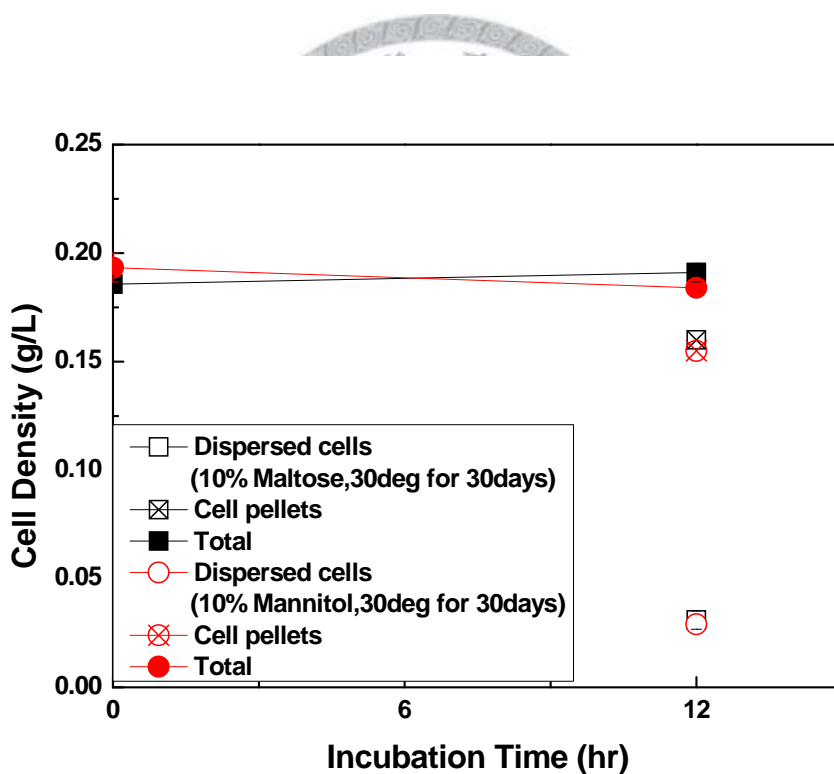 0.25
0.20
0.15
0.10
0.05
0.00
Cell Density (g/L)
Dispersed cells
(10% Maltose,30deg for 30days)
Cell pellets
Total
Dispersed cells
(10% Mannitol,30deg for 30days)
Cell pellets
Total
0 6 12
Incubation Time (hr)